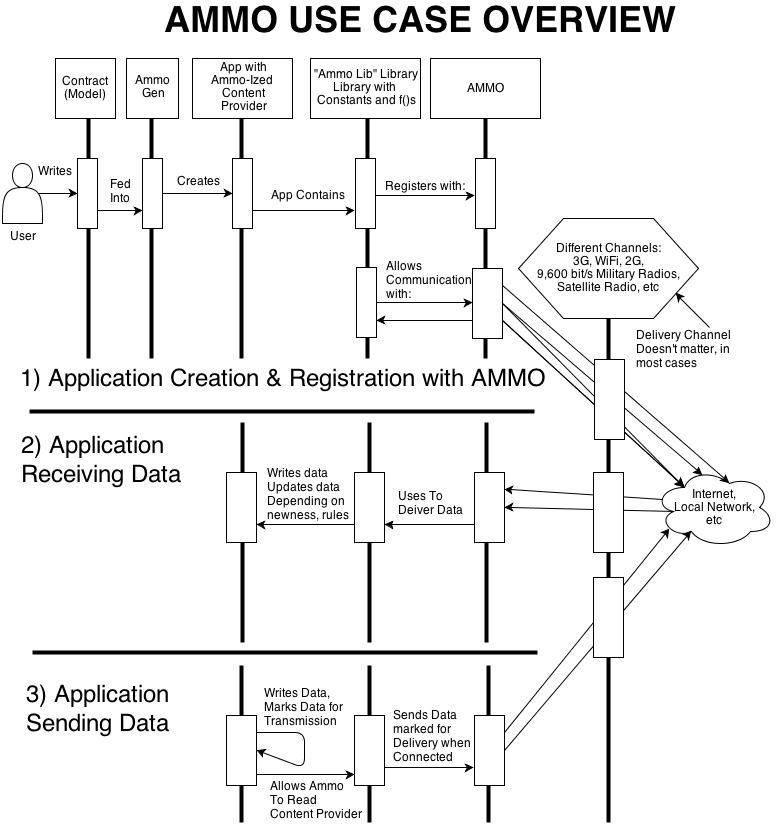 AMMO USE CASE OVERVIEW
Contract
(Model)
Ammo
Gen
App with
Ammo-Ized
Content
Provider
"Ammo Lib" Library
Library with
Constants and f()s
AMMO
Writes
User
Fed
Into
Creates
App Contains
Registers with:
Allows
Communication
with:
Different Channels:
3G, WiFi, 2G,
9,600 bit/s Military Radios,
Satellite Radio, etc
Delivery Channel
Doesn't matter, in
most cases
1) Application Creation & Registration with AMMO
2) Application
Receiving Data
Writes data
Updates data
Depending on
newness, rules
Uses To
Deiver Data
Internet,
Local Network,
etc
3) Application
Sending Data
Writes Data,
Marks Data for
Transmission
Allows Ammo
To Read
Content Provider
Sends Data
marked for
Delivery when
Connected